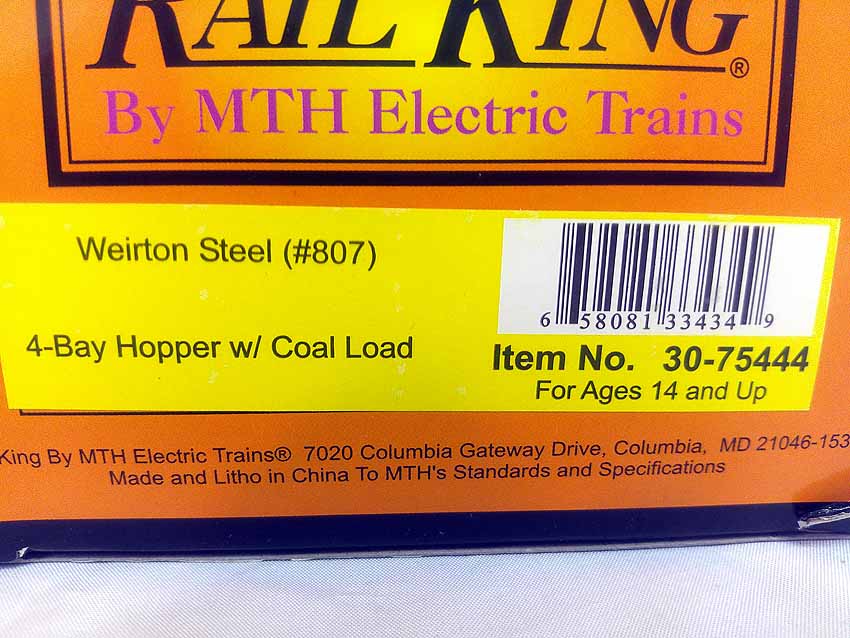 RAIL KING®
By MTH Electric Trains
Weirton Steel (#807)
4-Bay Hopper w/ Coal Load
6 58081 33434 9
Item No. 30-75444
For Ages 14 and Up
King By MTH Electric Trains® 7020 Columbia Gateway Drive, Columbia, MD 21046-153
Made and Litho in China To MTH's Standards and Specifications